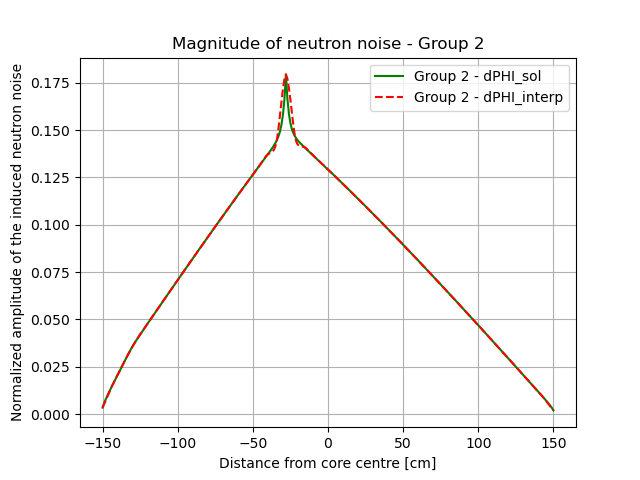 Magnitude of neutron noise - Group 2
Normalized amplitude of the induced neutron noise
0.175
0.150
0.125
0.100
0.075
0.050
0.025
0.000
Group 2 - dPHI_sol
Group 2 - dPHI_interp
−150 −100 −50 0 50 100 150
Distance from core centre [cm]